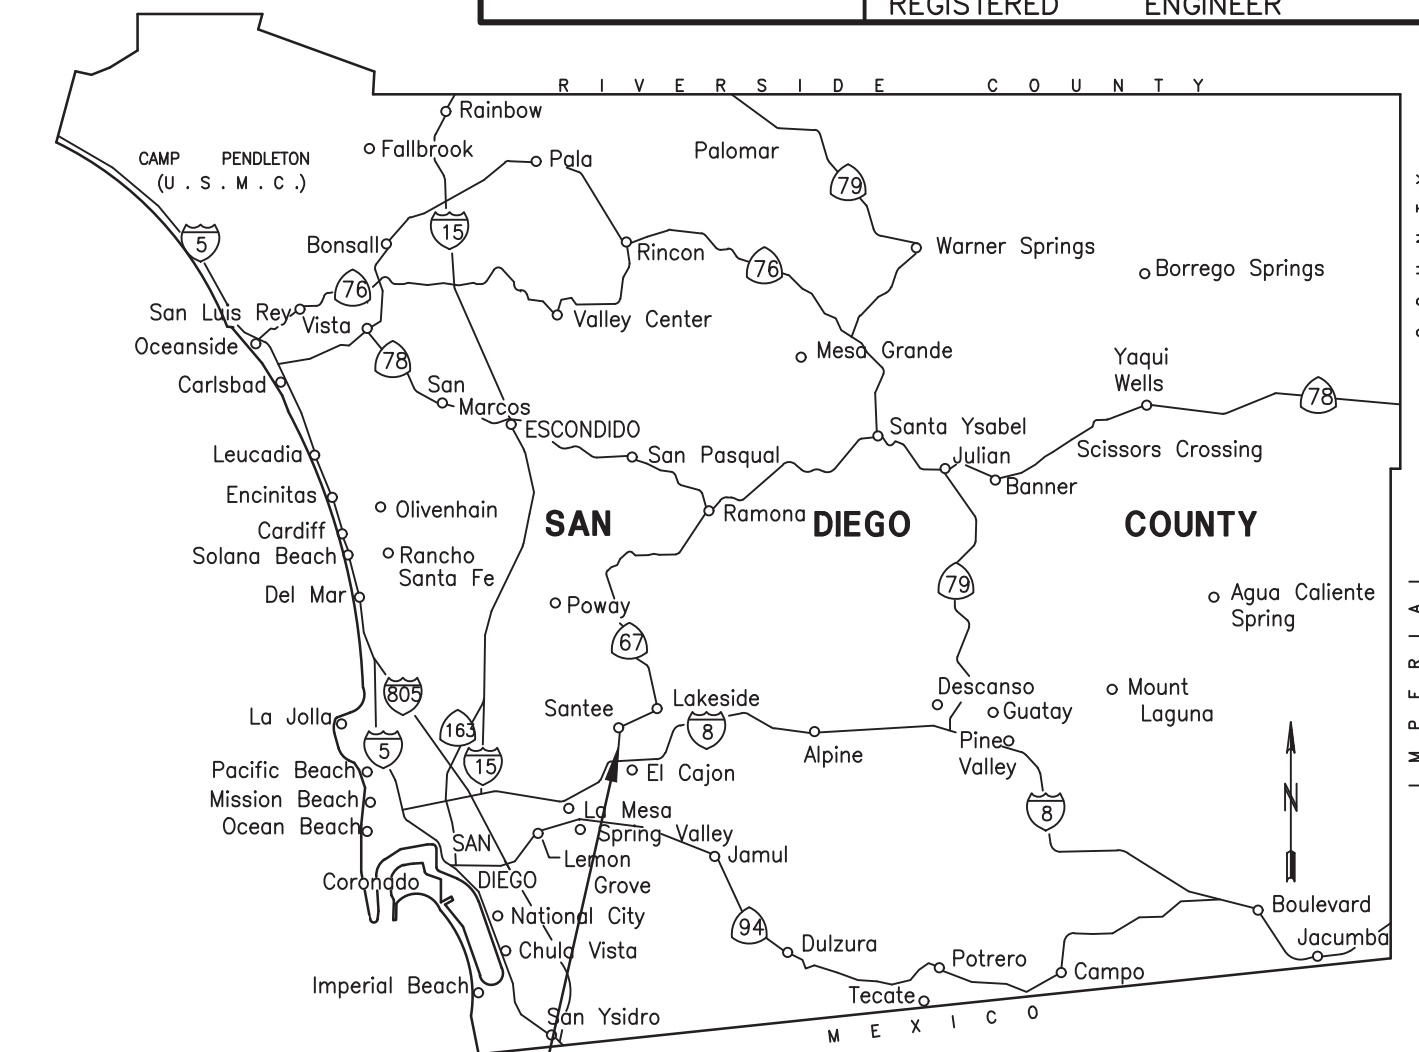 REGISTERED ENGINEER
RIVERSIDE COUNTY
Rainbow
Fallbrook
Pala
Palomar
CAMP PENDLETON
(U.S.M.C.)
79
5
15
Bonsall
Rincon
76
Warner Springs
Borrego Springs
76
San Luis Rey
Vista
Valley Center
Oceanside
78
Mesa Grande
Yaqui
Wells
Carlsbad
San
Marcos
78
ESCONDIDO
Santa Ysabel
Leucadia
San Pasqual
Julian
Scissors Crossing
Banner
Encinitas
Olivenhain
Ramona
SAN DIEGO COUNTY
Cardiff
Solana Beach
Rancho
Santa Fe
Del Mar
Poway
79
Agua Caliente
Spring
IMPERIAL
67
805
Descanso
Mount
Laguna
La Jolla
Santee
Lakeside
Guatay
163
5
8
Alpine
Pine
Valley
15
Pacific Beach
El Cajon
Mission Beach
La Mesa
N
8
Ocean Beach
Spring Valley
SAN
DIEGO
Lemon
Grove
Jamul
Coronado
National City
94
Boulevard
Chula Vista
Dulzura
Jacumba
Imperial Beach
Potrero
Campo
Tecate
San Ysidro
MEXICO